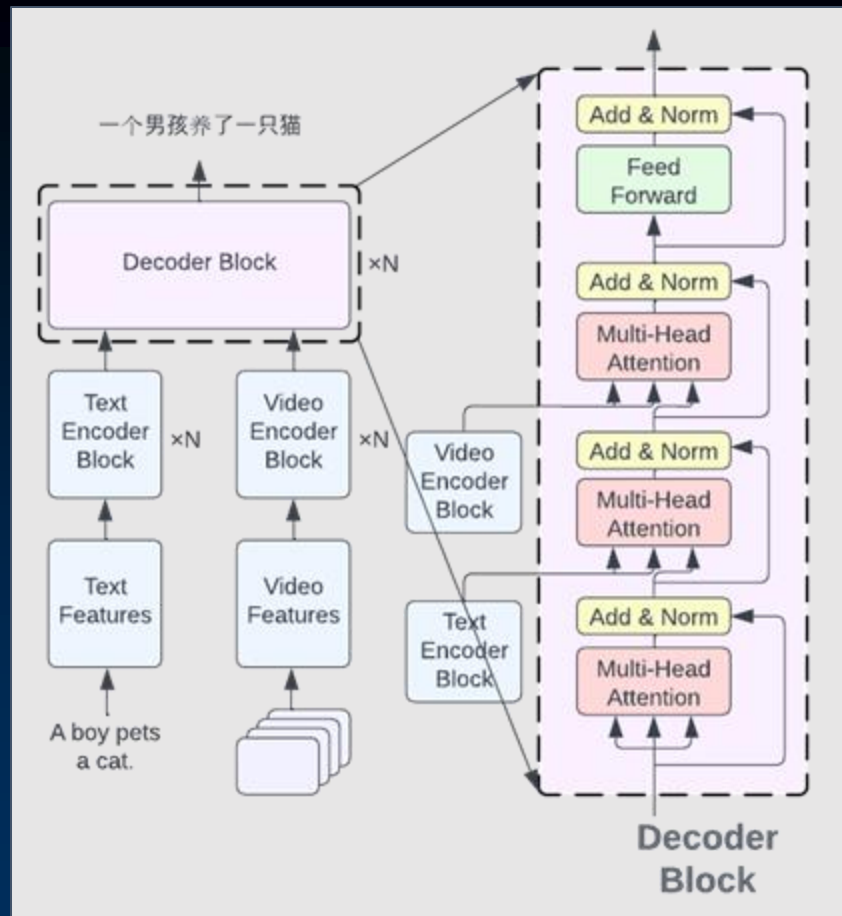 一个男孩养了一只猫
Decoder Block
×N
Text
Encoder
Block
×N
Video
Encoder
Block
×N
Text
Features
Video
Features
A boy pets
a cat.
Add & Norm
Feed
Forward
Add & Norm
Multi-Head
Attention
Video
Encoder
Block
Add & Norm
Multi-Head
Attention
Text
Encoder
Block
Add & Norm
Multi-Head
Attention
Decoder
Block